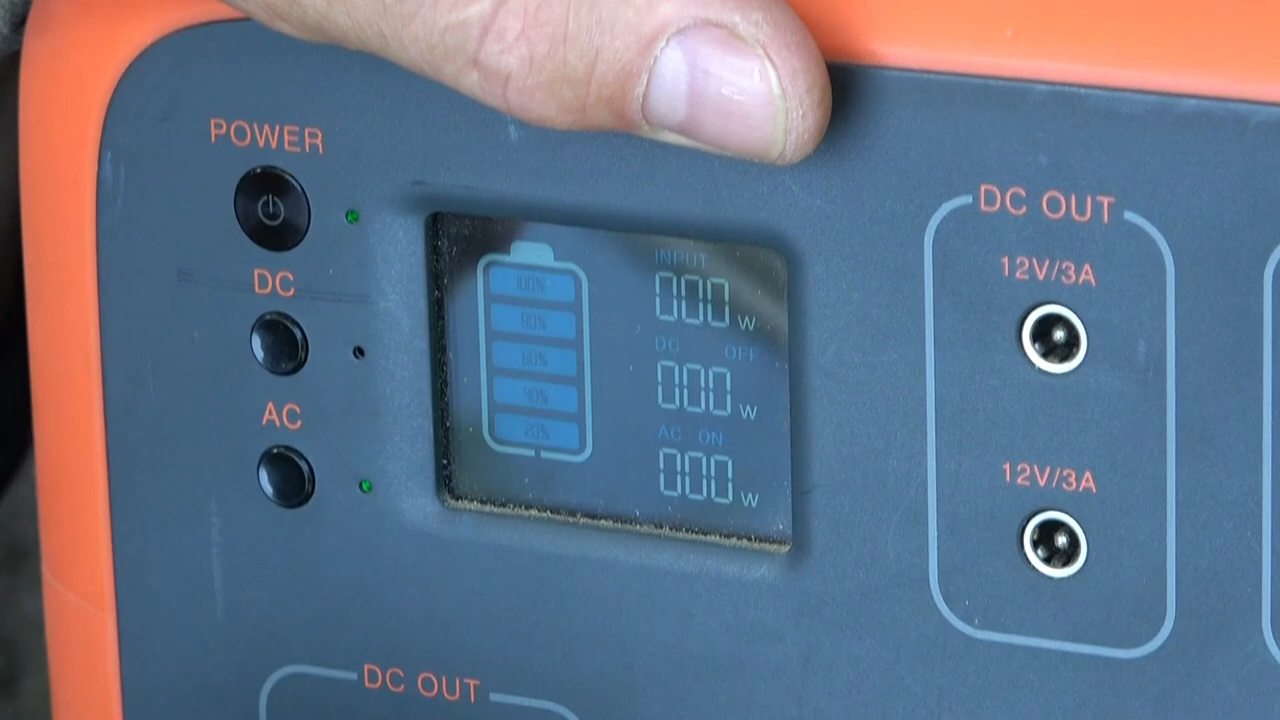 POWER
DC
AC
100%
80%
60%
40%
20%
INPUT
000 W
DC OFF
000 W
AC ON
000 W
DC OUT
12V/3A
12V/3A
DC OUT